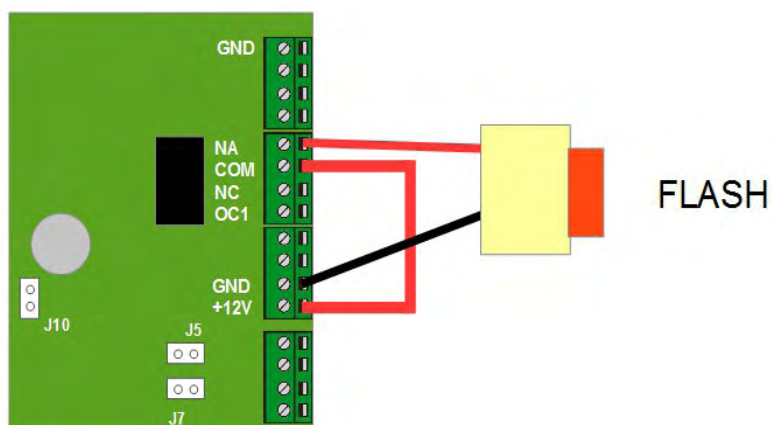 GND
NA
COM
NC
OC1
FLASH
GND
+12V
J10
J5
J7